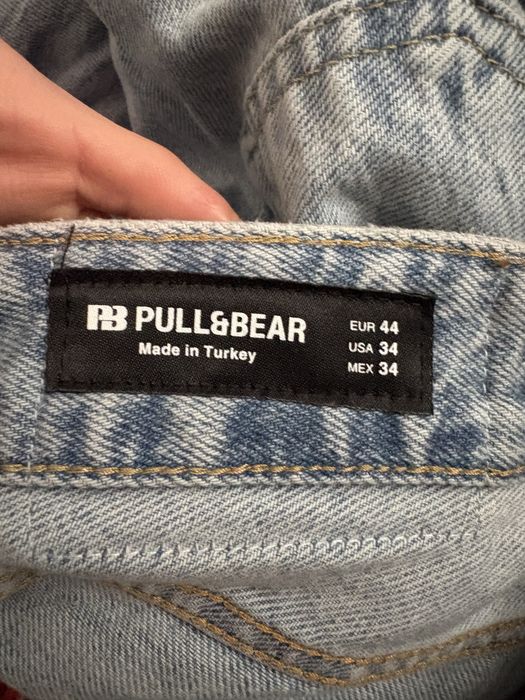 PB PULL&BEAR
Made in Turkey
EUR 44
USA 34
MEX 34